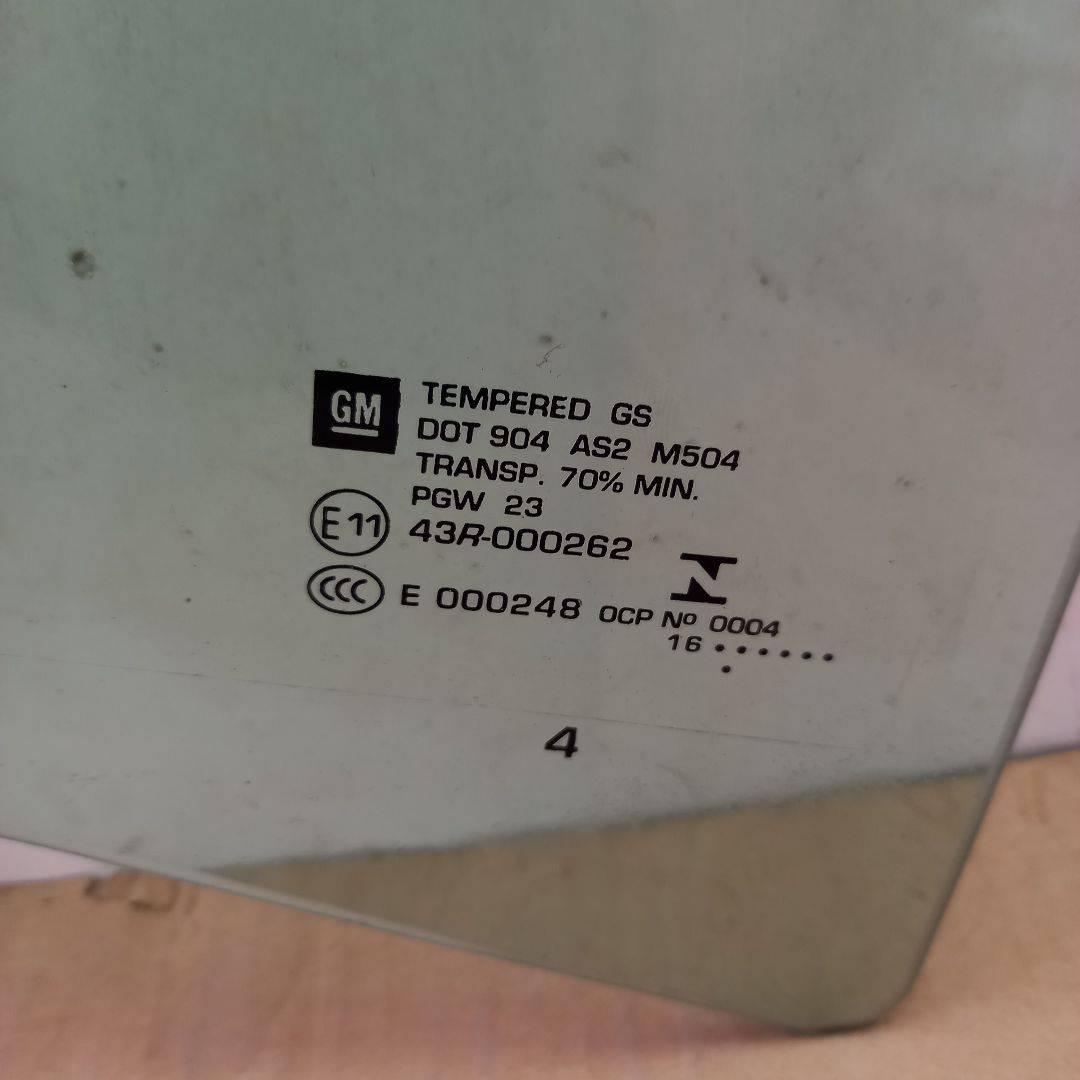 GM
TEMPERED GS
DOT 904 AS2 M504
TRANSP. 70% MIN.
PGW 23
E11 43R-000262
CCC E 000248 OCP Nº 0004
16
4